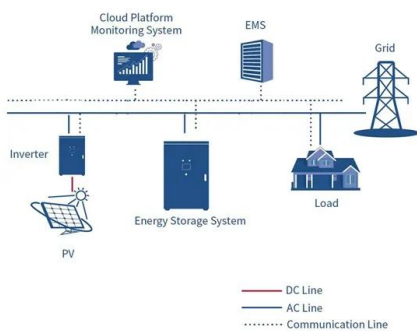 Cloud Platform
Monitoring System
EMS
Grid
Inverter
Energy Storage System
Load
PV
DC Line
AC Line
Communication Line